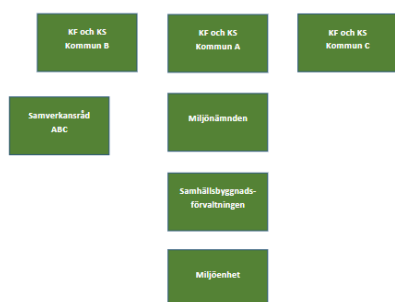 KF och KS
Kommun B
KF och KS
Kommun A
KF och KS
Kommun C
Samverkansråd
ABC
Miljönämnden
Samhällsbyggnads-
förvaltningen
Miljöenhet